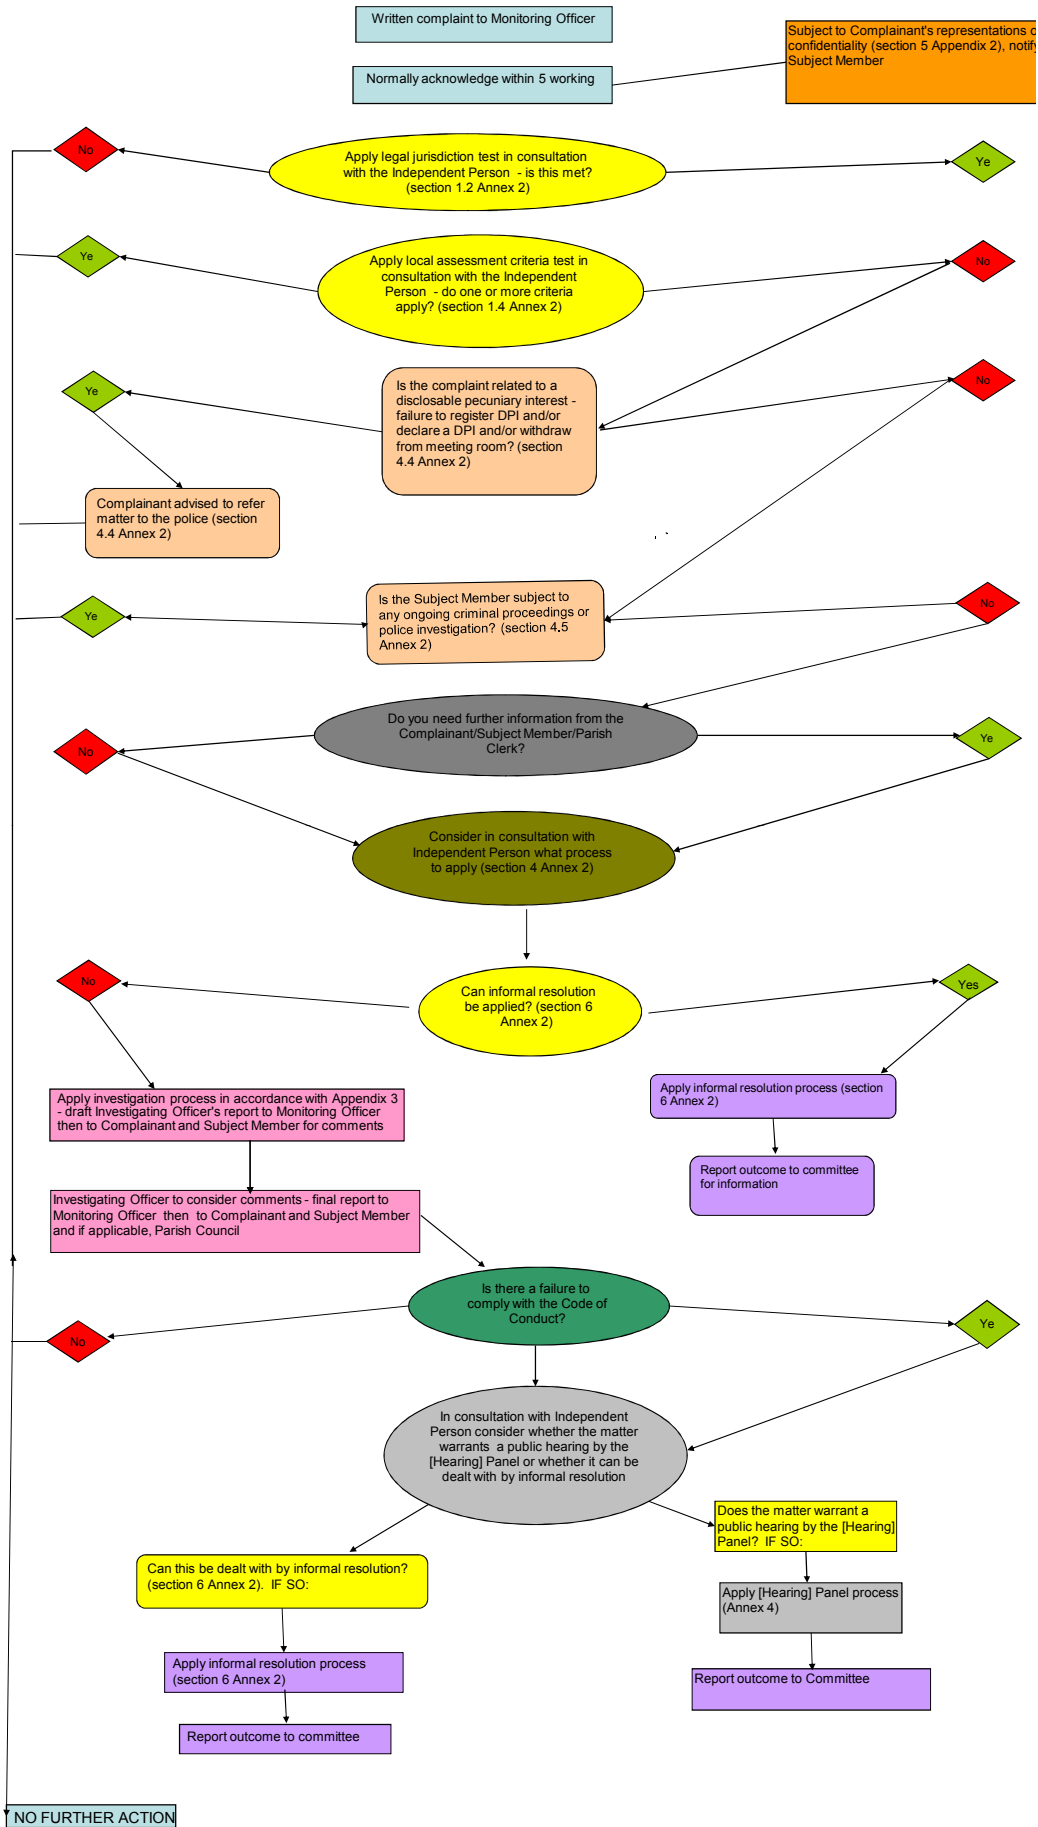 Written complaint to Monitoring Officer
Subject to Complainant's representations o
confidentiality (section 5 Appendix 2), notify
Subject Member
Normally acknowledge within 5 working
No
Apply legal jurisdiction test in consultation
with the Independent Person - is this met?
(section 1.2 Annex 2)
Ye
Ye
Apply local assessment criteria test in
consultation with the Independent
Person - do one or more criteria
apply? (section 1.4 Annex 2)
No
Ye
Is the complaint related to a
disclosable pecuniary interest -
failure to register DPI and/or
declare a DPI and/or withdraw
from meeting room? (section
4.4 Annex 2)
No
Complainant advised to refer
matter to the police (section
4.4 Annex 2)
Ye
Is the Subject Member subject to
any ongoing criminal proceedings or
police investigation? (section 4.5
Annex 2)
No
Do you need further information from the
Complainant/Subject Member/Parish
Clerk?
No
Ye
Consider in consultation with
Independent Person what process
to apply (section 4 Annex 2)
No
Can informal resolution
be applied? (section 6
Annex 2)
Yes
Apply investigation process in accordance with Appendix 3
- draft Investigating Officer's report to Monitoring Officer
then to Complainant and Subject Member for comments
Apply informal resolution process (section
6 Annex 2)
Report outcome to committee
for information
Investigating Officer to consider comments - final report to
Monitoring Officer then to Complainant and Subject Member
and if applicable, Parish Council
Is there a failure to
comply with the Code of
Conduct?
No
Ye
In consultation with Independent
Person consider whether the matter
warrants a public hearing by the
[Hearing] Panel or whether it can be
dealt with by informal resolution
Does the matter warrant a
public hearing by the [Hearing]
Panel? IF SO:
Can this be dealt with by informal resolution?
(section 6 Annex 2). IF SO:
Apply [Hearing] Panel process
(Annex 4)
Apply informal resolution process
(section 6 Annex 2)
Report outcome to Committee
Report outcome to committee
NO FURTHER ACTION